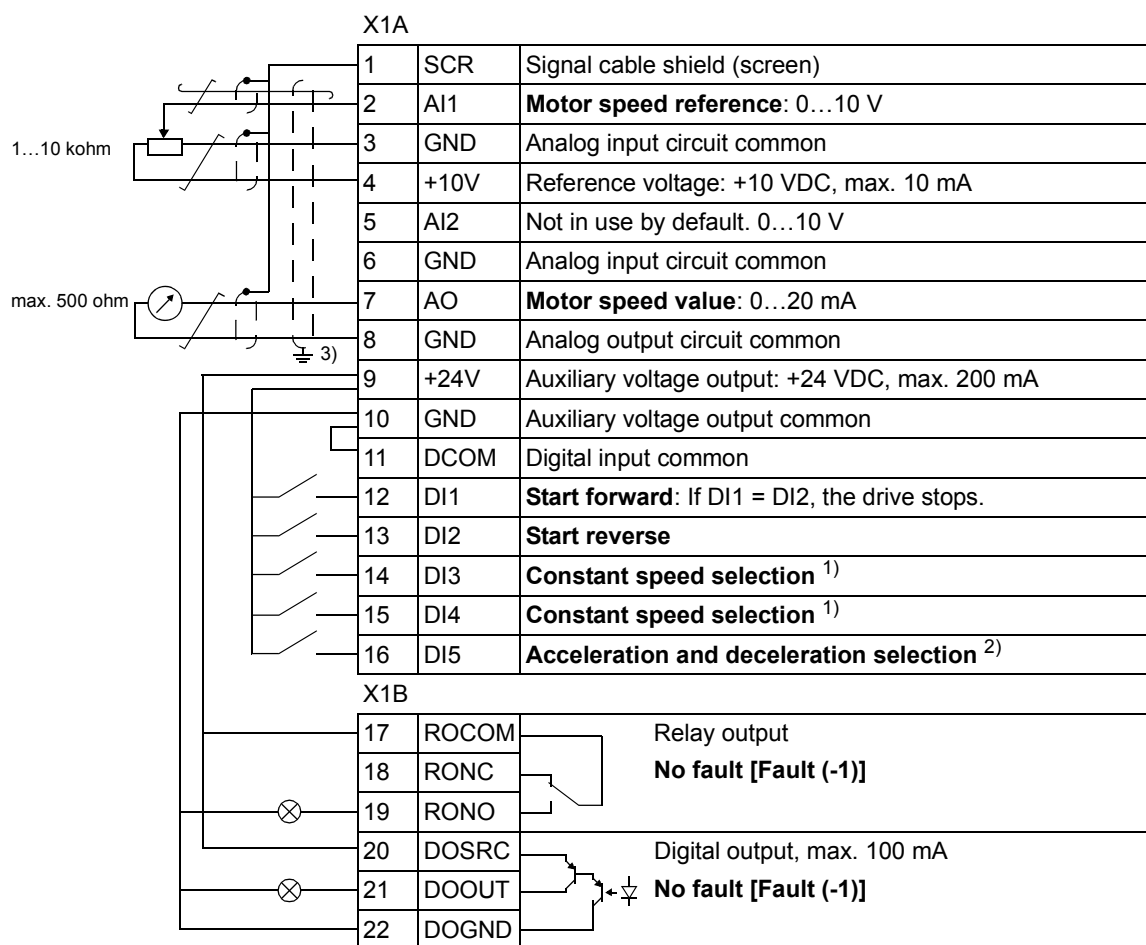 X1A
1 SCR Signal cable shield (screen)
2 AI1 Motor speed reference: 0…10 V
1…10 kohm
3 GND Analog input circuit common
4 +10V Reference voltage: +10 VDC, max. 10 mA
5 AI2 Not in use by default. 0…10 V
6 GND Analog input circuit common
max. 500 ohm
7 AO Motor speed value: 0…20 mA
8 GND Analog output circuit common
3)
9 +24V Auxiliary voltage output: +24 VDC, max. 200 mA
10 GND Auxiliary voltage output common
11 DCOM Digital input common
12 DI1 Start forward: If DI1 = DI2, the drive stops.
13 DI2 Start reverse
14 DI3 Constant speed selection 1)
15 DI4 Constant speed selection 1)
16 DI5 Acceleration and deceleration selection 2)
X1B
17 ROCOM Relay output
18 RONC No fault [Fault (-1)]
19 RONO
20 DOSRC Digital output, max. 100 mA
21 DOOUT No fault [Fault (-1)]
22 DOGND